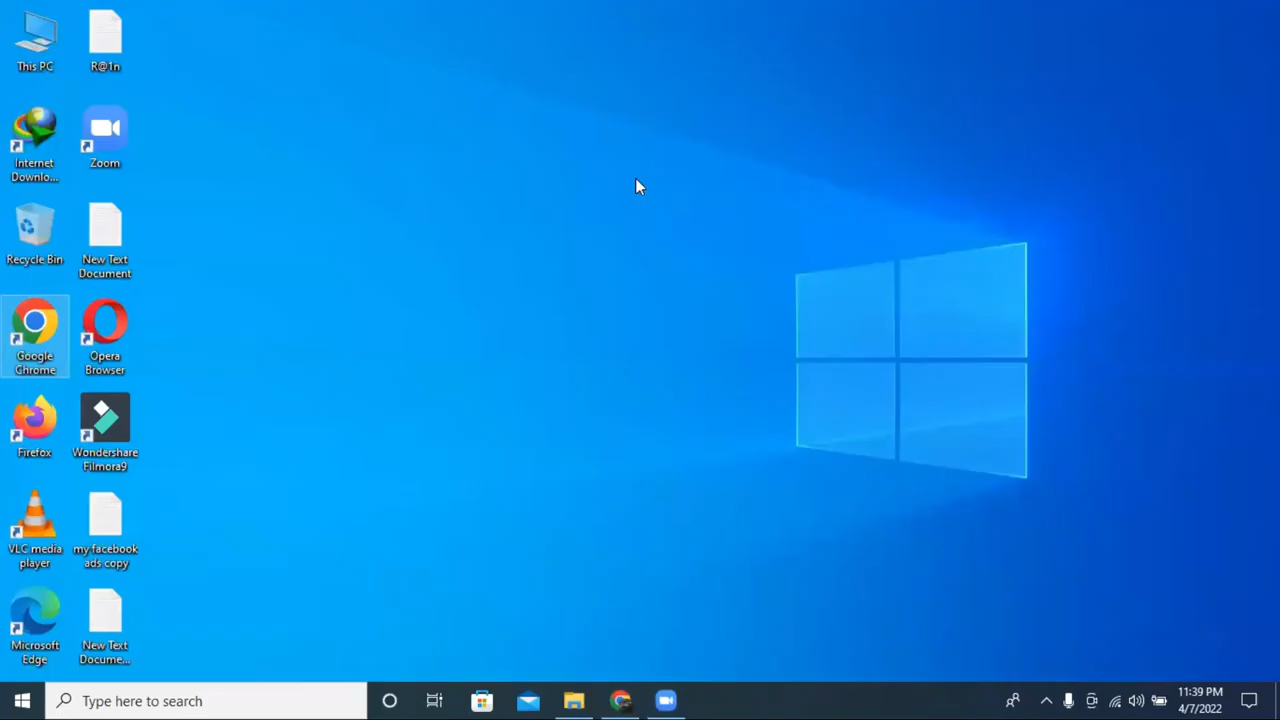 This PC
R@1n
Internet
Downlo...
Zoom
Recycle Bin
New Text
Document
Google
Chrome
Opera
Browser
Firefox
Wondershare
Filmora9
VLC media
player
my facebook
ads copy
Microsoft
Edge
New Text
Docume...
Type here to search
11:39 PM
4/7/2022